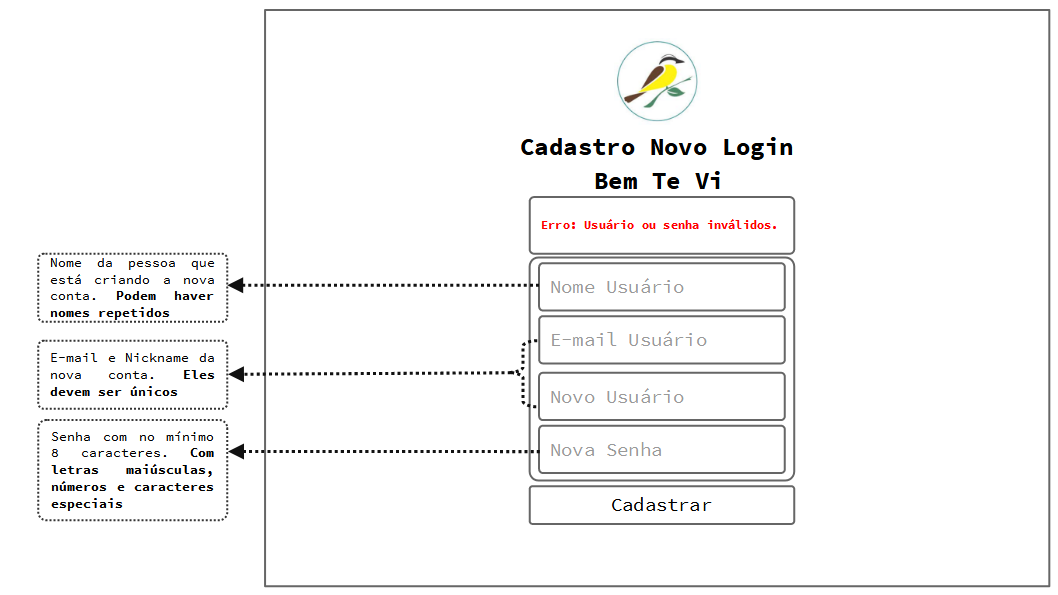 Cadastro Novo Login
Bem Te Vi
Erro: Usuário ou senha inválidos.
Nome da pessoa que
está criando a nova
conta. Podem haver
nomes repetidos
Nome Usuário
E-mail Usuário
E-mail e Nickname da
nova conta. Eles
devem ser únicos
Novo Usuário
Senha com no mínimo
8 caracteres. Com
letras maiúsculas,
números e caracteres
especiais
Nova Senha
Cadastrar